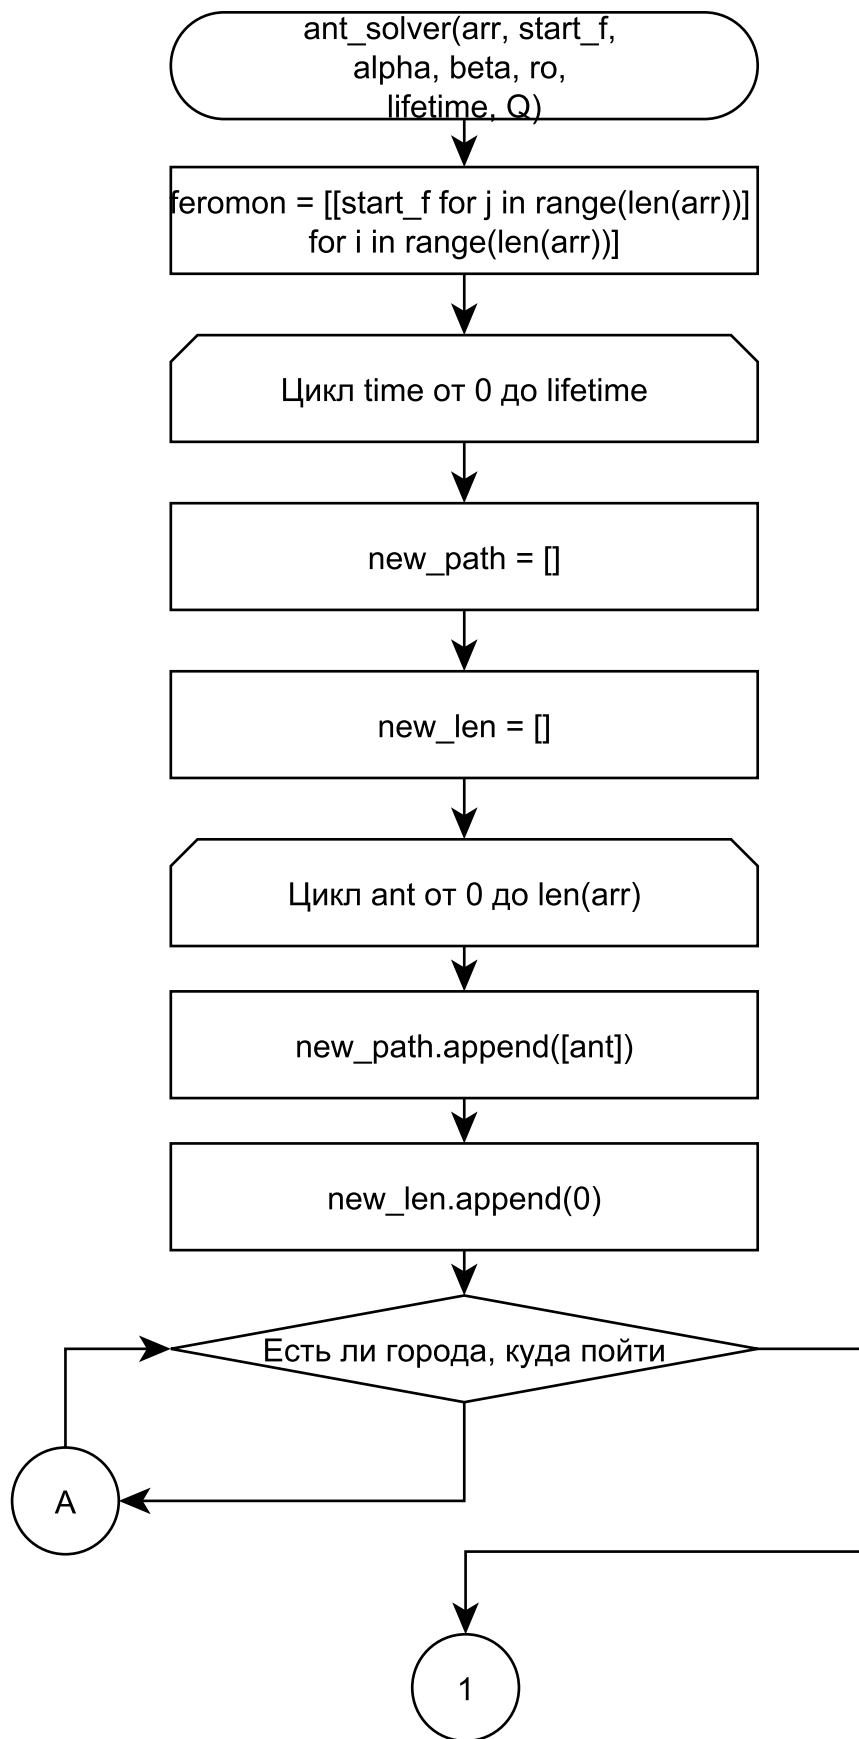 ant_solver(arr, start_f,
alpha, beta, ro,
lifetime, Q)
feromon = [[start_f for j in range(len(arr))]
for i in range(len(arr))]
Цикл time от 0 до lifetime
new_path = []
new_len = []
Цикл ant от 0 до len(arr)
new_path.append([ant])
new_len.append(0)
Есть ли города, куда пойти
A
1